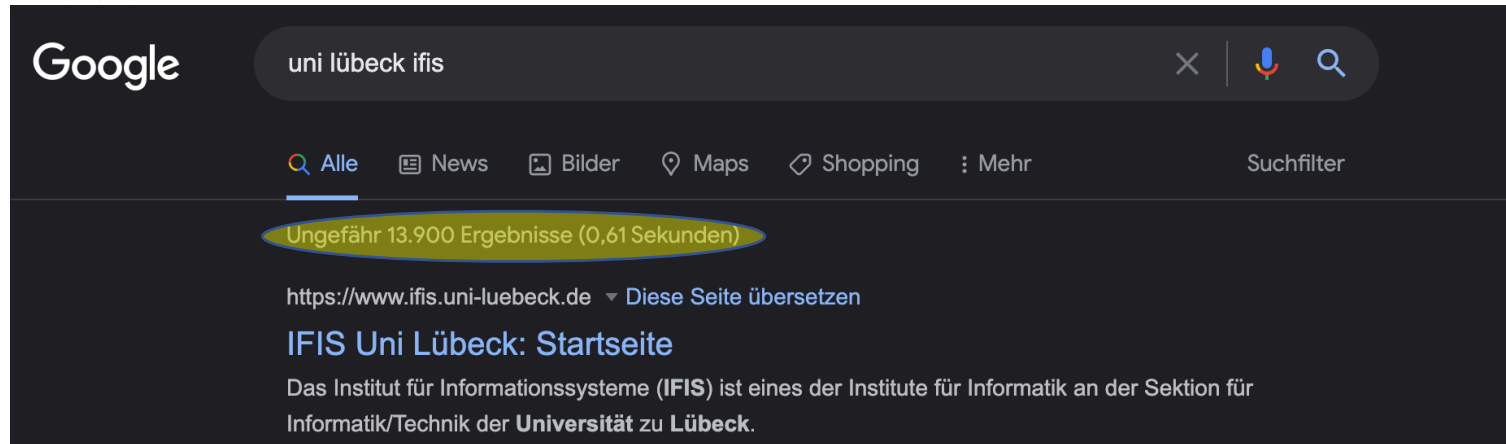 Google
uni lübeck ifis
Alle News Bilder Maps Shopping Mehr Suchfilter
Ungefähr 13.900 Ergebnisse (0,61 Sekunden)
https://www.ifis.uni-luebeck.de Diese Seite übersetzen
IFIS Uni Lübeck: Startseite
Das Institut für Informationssysteme (IFIS) ist eines der Institute für Informatik an der Sektion für
Informatik/Technik der Universität zu Lübeck.